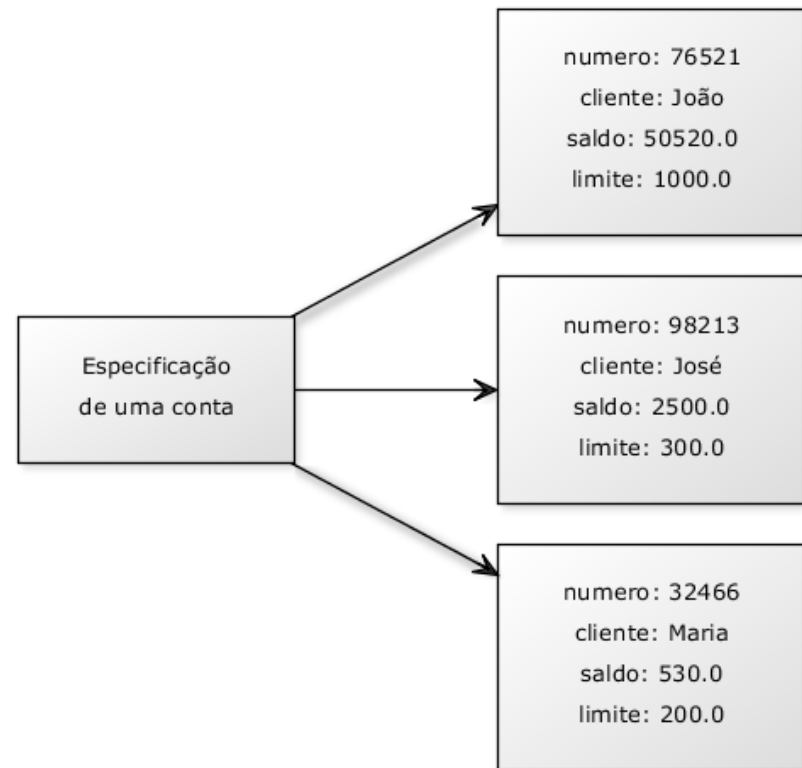 numero: 76521
cliente: João
saldo: 50520.0
limite: 1000.0
Especificação
de uma conta
numero: 98213
cliente: José
saldo: 2500.0
limite: 300.0
numero: 32466
cliente: Maria
saldo: 530.0
limite: 200.0